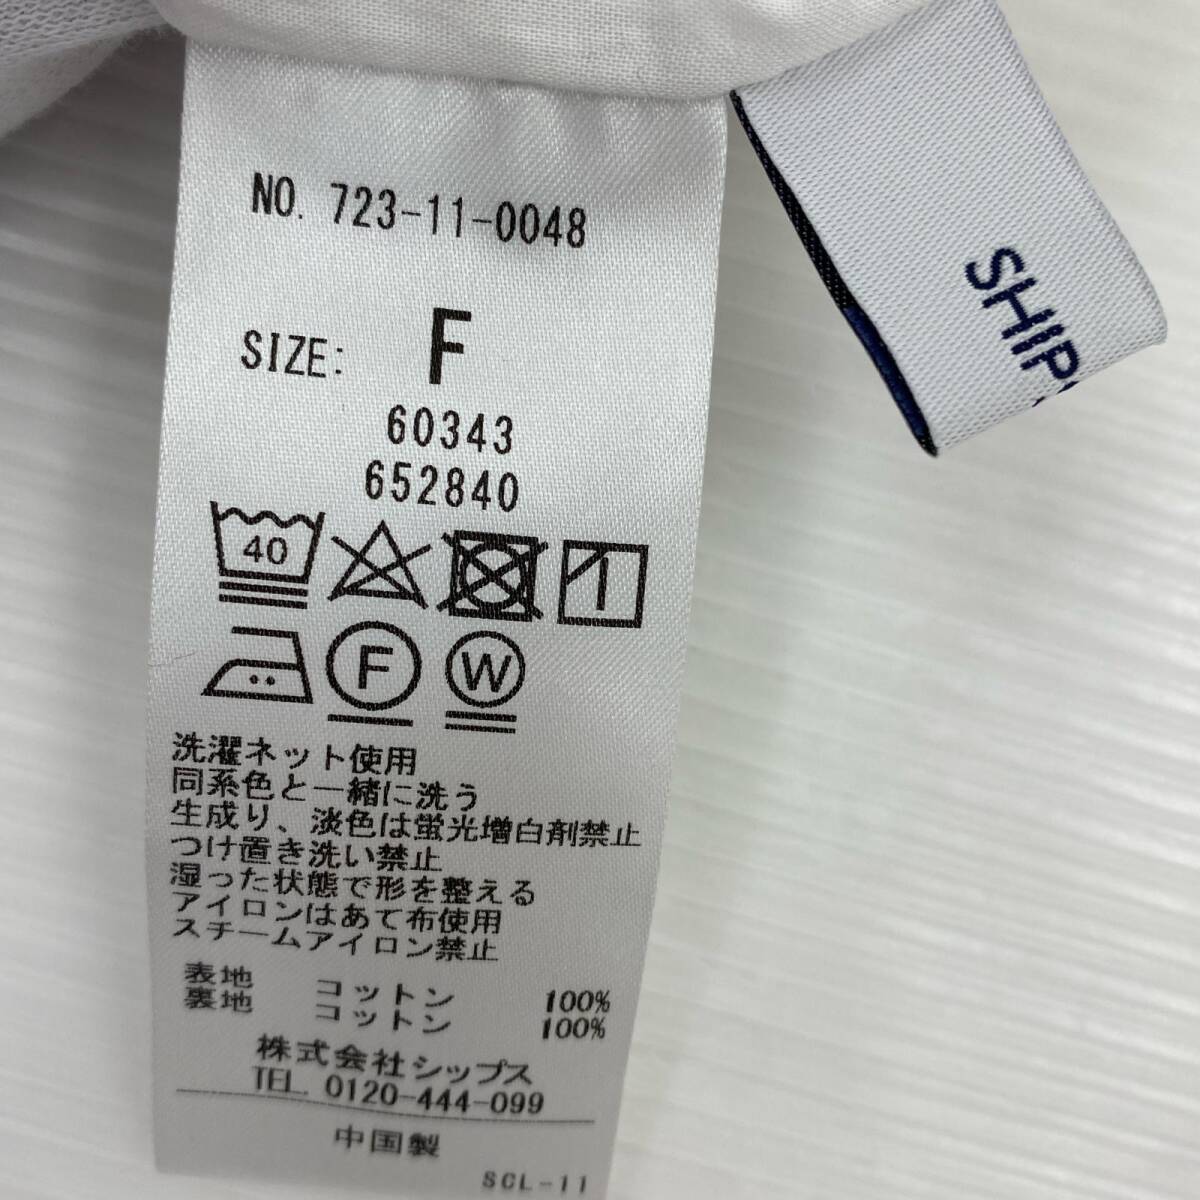 NO. 723-11-0048
SIZE: F
60343
652840
40
F
W
洗濯ネット使用
同系色と一緒に洗う
生成り、淡色は蛍光増白剤禁止
つけ置き洗い禁止
湿った状態で形を整える
アイロンはあて布使用
スチームアイロン禁止
表地 コットン 100%
裏地 コットン 100%
株式会社シップス
TEL. 0120-444-099
中国製
SCL-11
SHIP